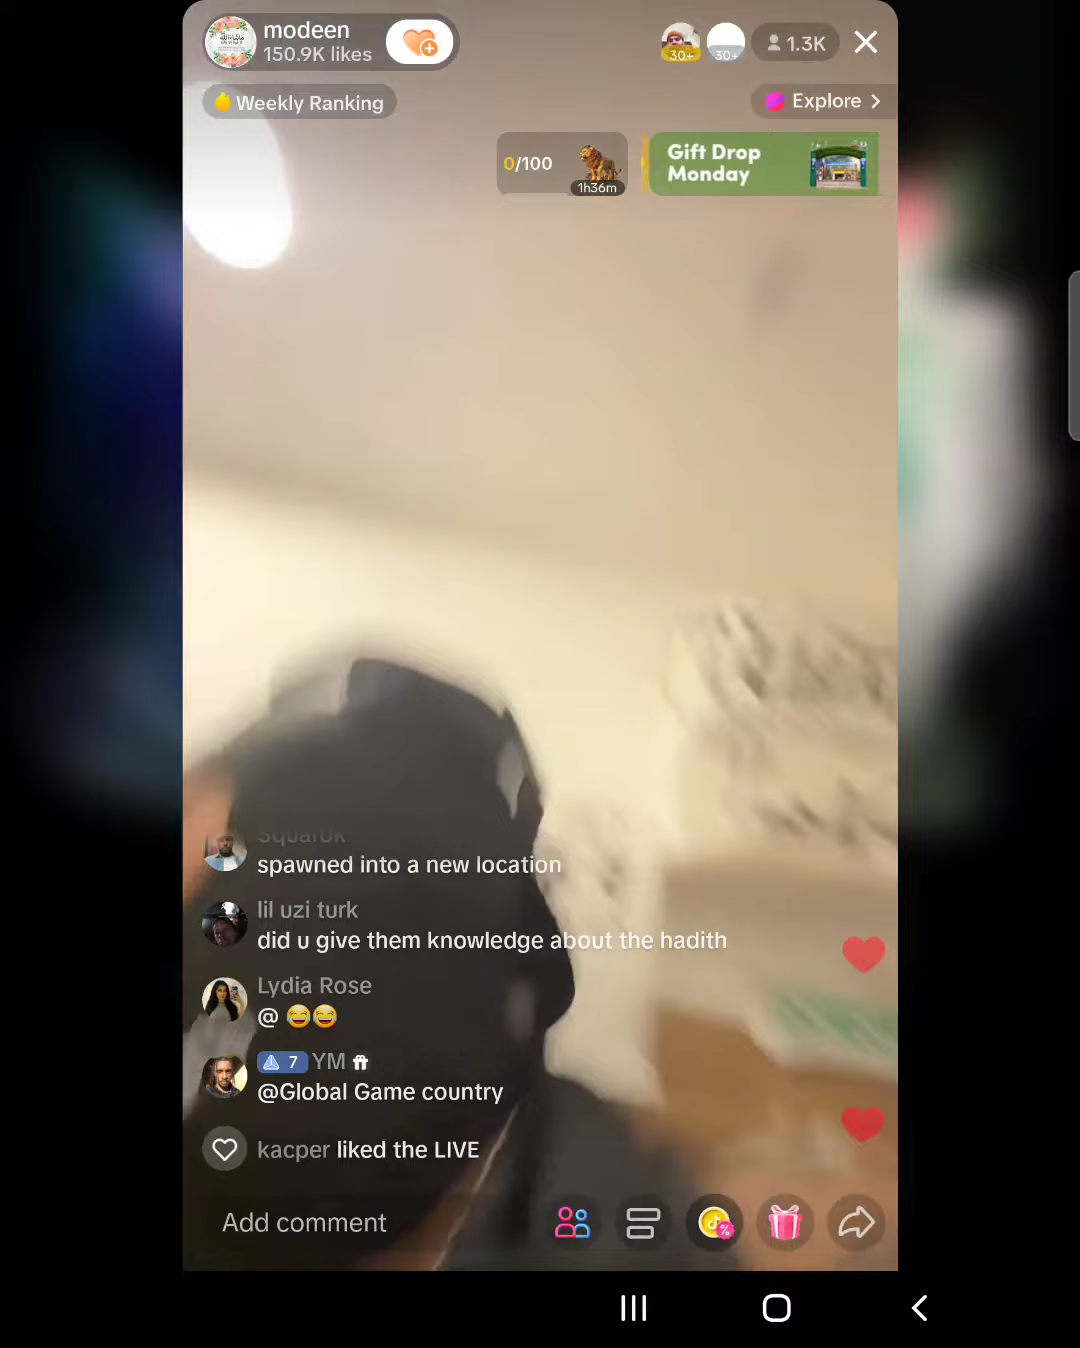 modeen
150.9K likes
30+
30+
1.3K
Weekly Ranking
Explore
0/100
1h36m
Gift Drop
Monday
Squarok
spawned into a new location
lil uzi turk
did u give them knowledge about the hadith
Lydia Rose
@ 😂😂
7 YM
@Global Game country
kacper liked the LIVE
Add comment